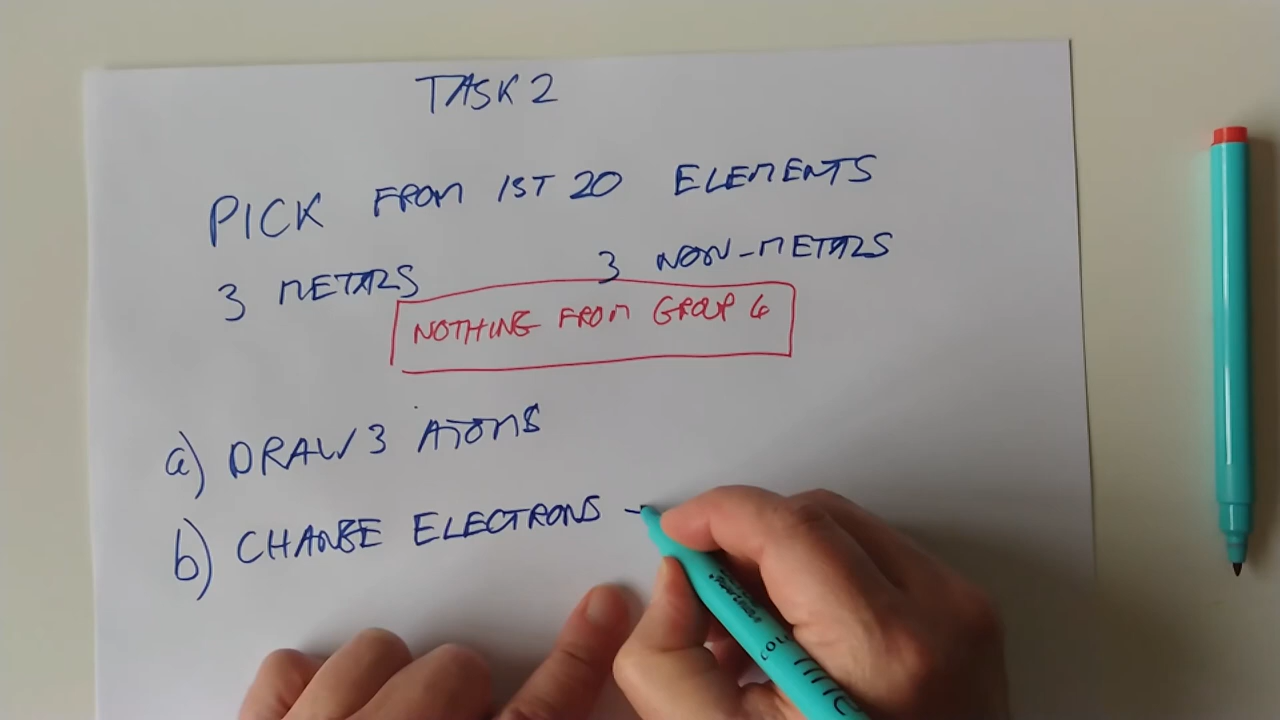 TASK 2
PICK FROM 1ST 20 ELEMENTS
3 METALS 3 NON-METALS
NOTHING FROM GROUP 4
a) DRAW 3 ATOMS
b) CHANGE ELECTRONS -